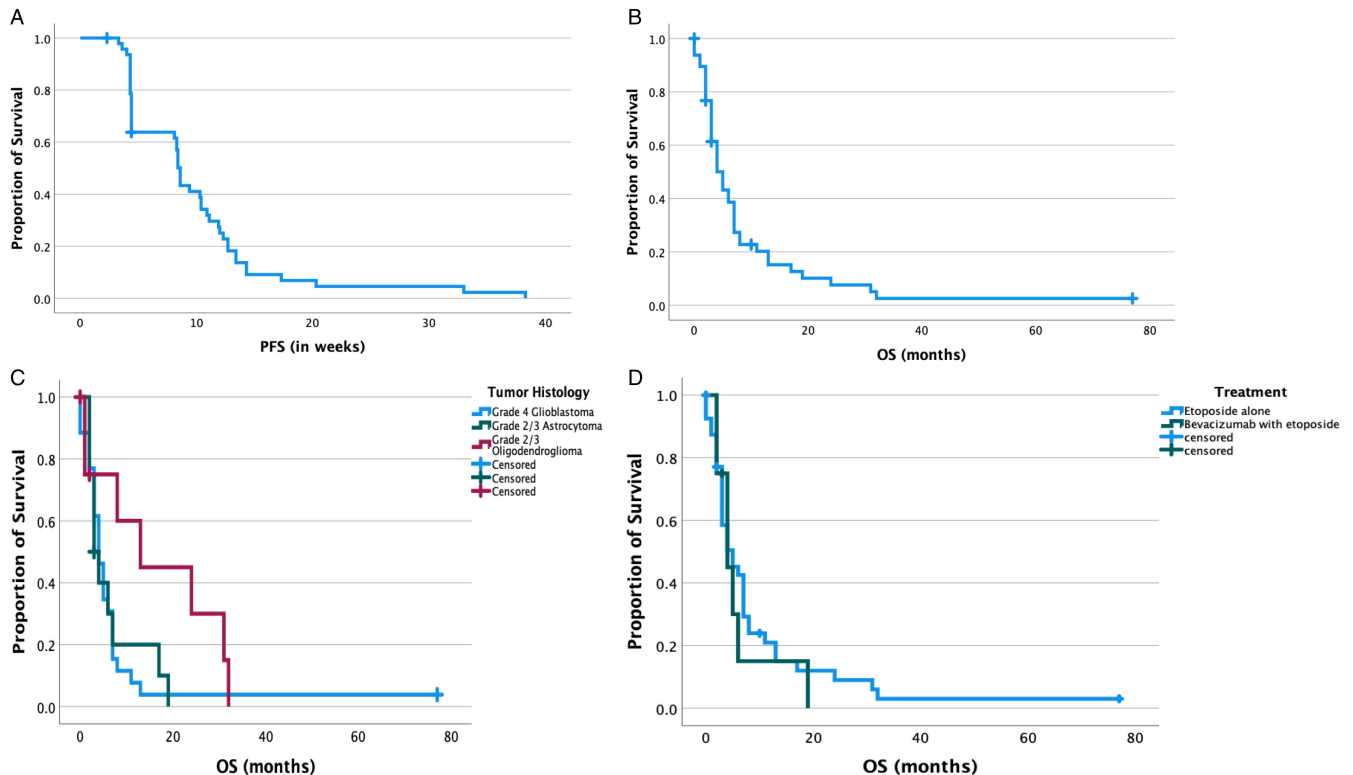 A
1.0
0.8
0.6
0.4
0.2
0.0
Proportion of Survival
0 10 20 30 40
PFS (in weeks)
B
1.0
0.8
0.6
0.4
0.2
0.0
Proportion of Survival
0 20 40 60 80
OS (months)
C
1.0
0.8
0.6
0.4
0.2
0.0
Proportion of Survival
0 20 40 60 80
OS (months)
Tumor Histology
Grade 4 Glioblastoma
Grade 2/3 Astrocytoma
Grade 2/3
Oligodendroglioma
Censored
Censored
Censored
D
1.0
0.8
0.6
0.4
0.2
0.0
Proportion of Survival
0 20 40 60 80
OS (months)
Treatment
Etoposide alone
Bevacizumab with etoposide
censored
censored